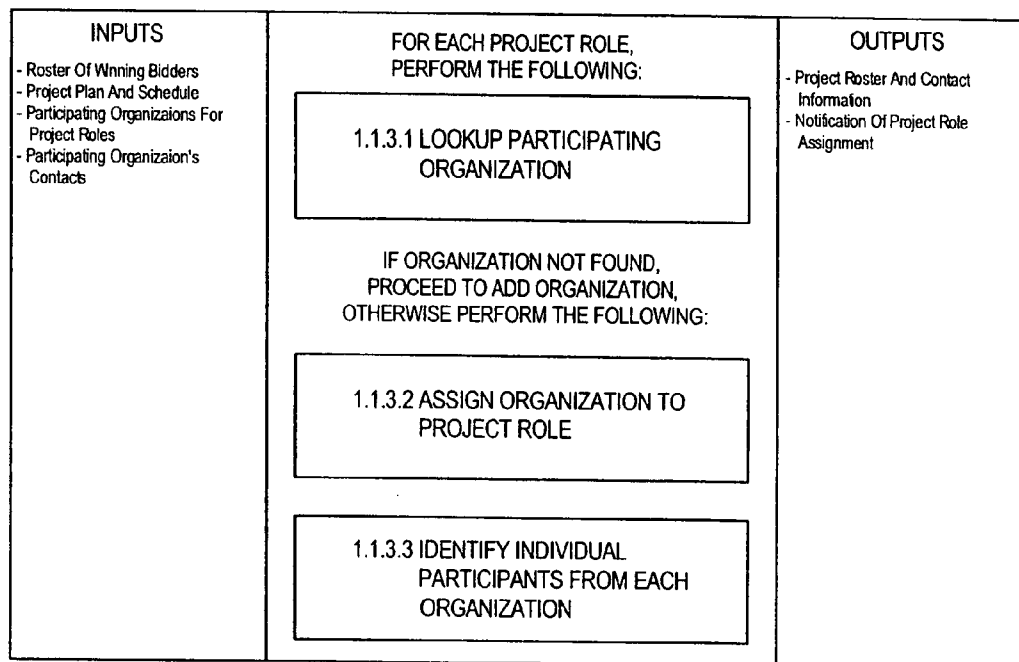 INPUTS
- Roster Of Wnning Bidders
- Project Plan And Schedule
- Participating Organizaions For
Project Roles
- Participating Organizaion's
Contacts
FOR EACH PROJECT ROLE,
PERFORM THE FOLLOWING:
1.1.3.1 LOOKUP PARTICIPATING
ORGANIZATION
IF ORGANIZATION NOT FOUND,
PROCEED TO ADD ORGANIZATION,
OTHERWISE PERFORM THE FOLLOWING:
1.1.3.2 ASSIGN ORGANIZATION TO
PROJECT ROLE
1.1.3.3 IDENTIFY INDIVIDUAL
PARTICIPANTS FROM EACH
ORGANIZATION
OUTPUTS
- Project Roster And Contact
Information
- Notification Of Project Role
Assignment